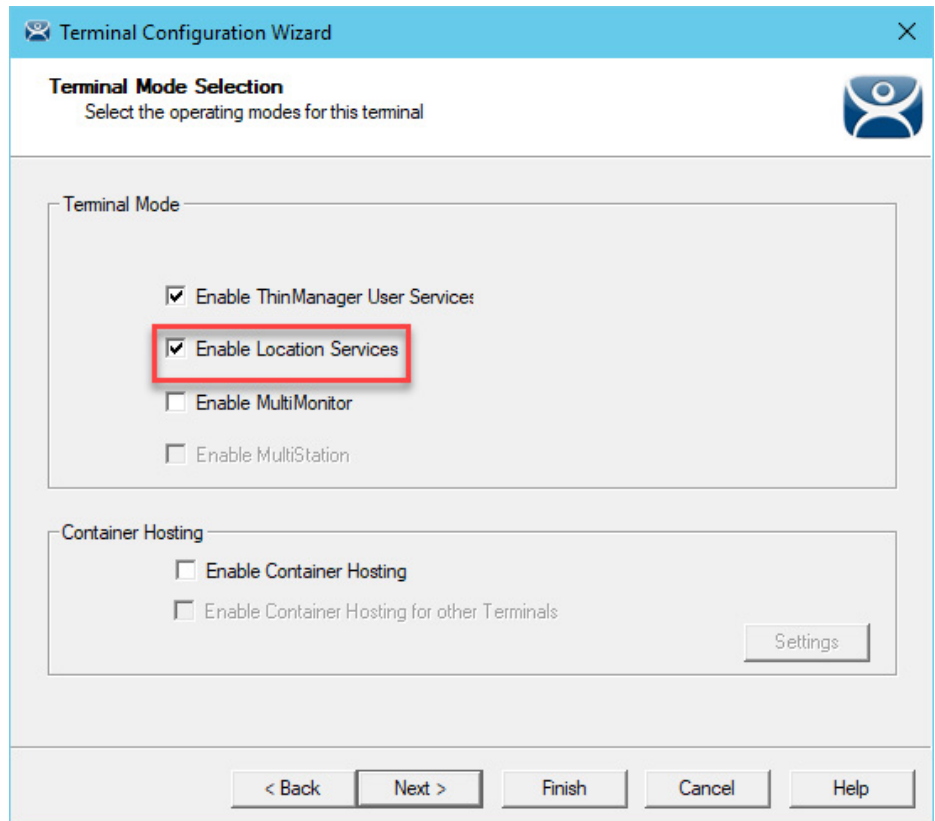 Terminal Configuration Wizard
Terminal Mode Selection
Select the operating modes for this terminal
Terminal Mode
Enable ThinManager User Services
Enable Location Services
Enable MultiMonitor
Enable MultiStation
Container Hosting
Enable Container Hosting
Enable Container Hosting for other Terminals
Settings
< Back Next > Finish Cancel Help